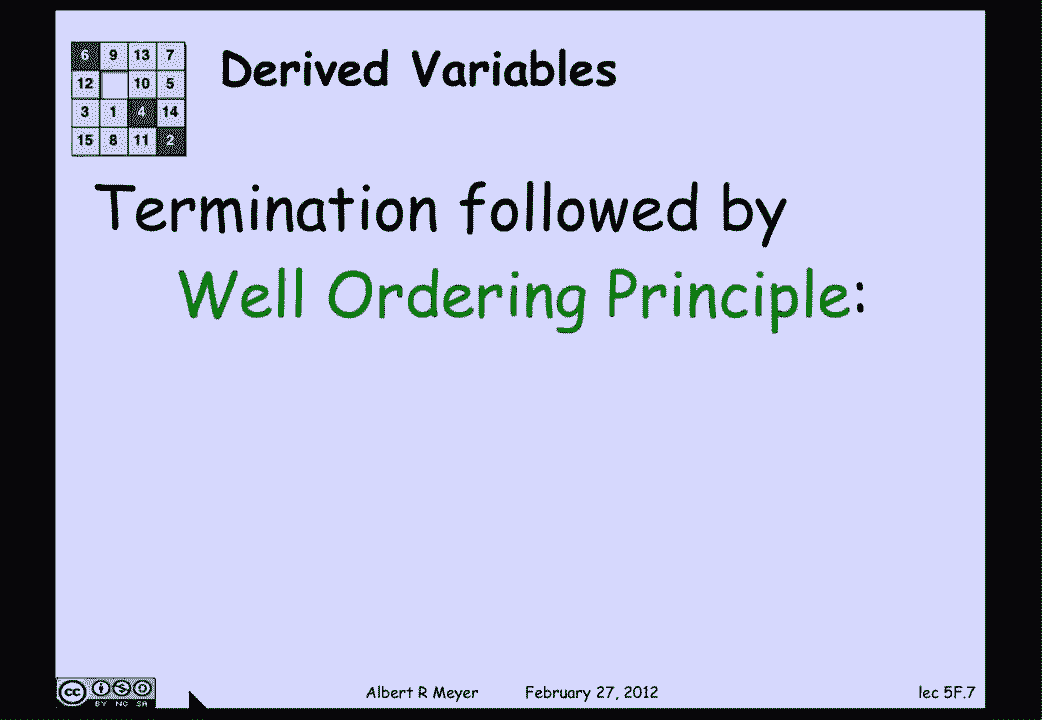 6 9 13 7
12 10 5
3 1 4 14
15 8 11 2
Derived Variables
Termination followed by
Well Ordering Principle:
cc
BY NC SA
Albert R Meyer February 27, 2012 lec 5F.7